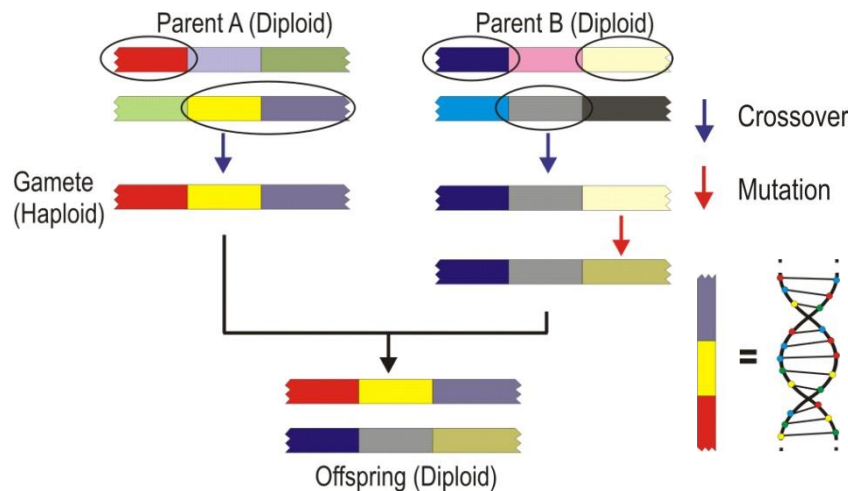 Parent A (Diploid)
Parent B (Diploid)
Crossover
Gamete
(Haploid)
Mutation
=
Offspring (Diploid)